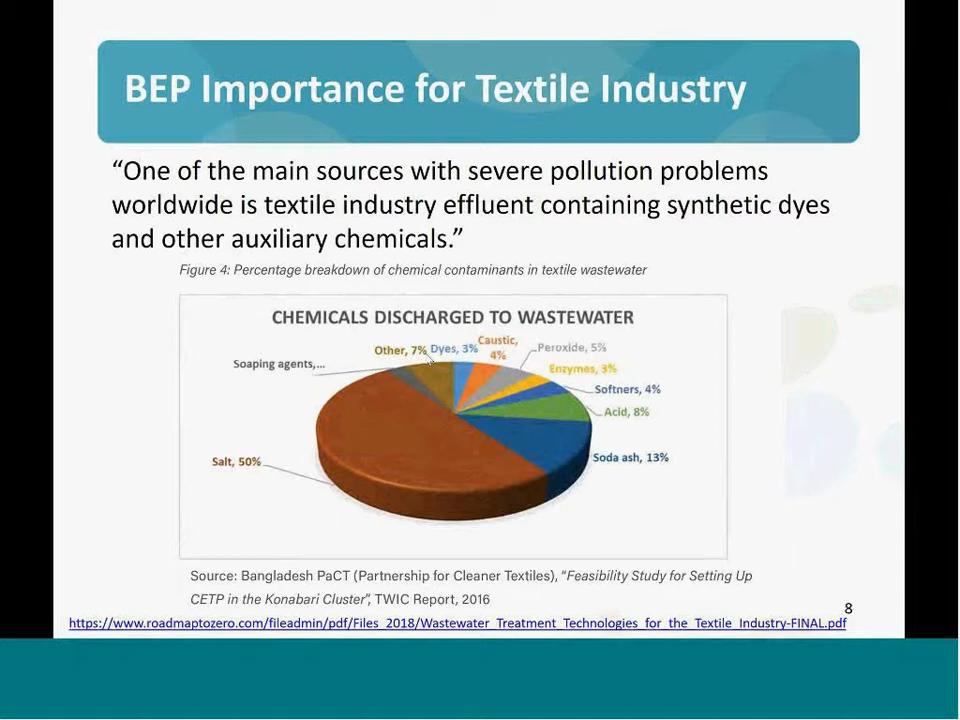 BEP Importance for Textile Industry
“One of the main sources with severe pollution problems
worldwide is textile industry effluent containing synthetic dyes
and other auxiliary chemicals.”
Figure 4: Percentage breakdown of chemical contaminants in textile wastewater
CHEMICALS DISCHARGED TO WASTEWATER
Other, 7%
Dyes, 3%
Caustic,
4%
Peroxide, 5%
Soaping agents,...
Enzymes, 3%
Softners, 4%
Acid, 8%
Soda ash, 13%
Salt, 50%
Source: Bangladesh PaCT (Partnership for Cleaner Textiles), “Feasibility Study for Setting Up
CETP in the Konabari Cluster”, TWIC Report, 2016
8
https://www.roadmaptozero.com/fileadmin/pdf/Files_2018/Wastewater_Treatment_Technologies_for_the_Textile_Industry-FINAL.pdf